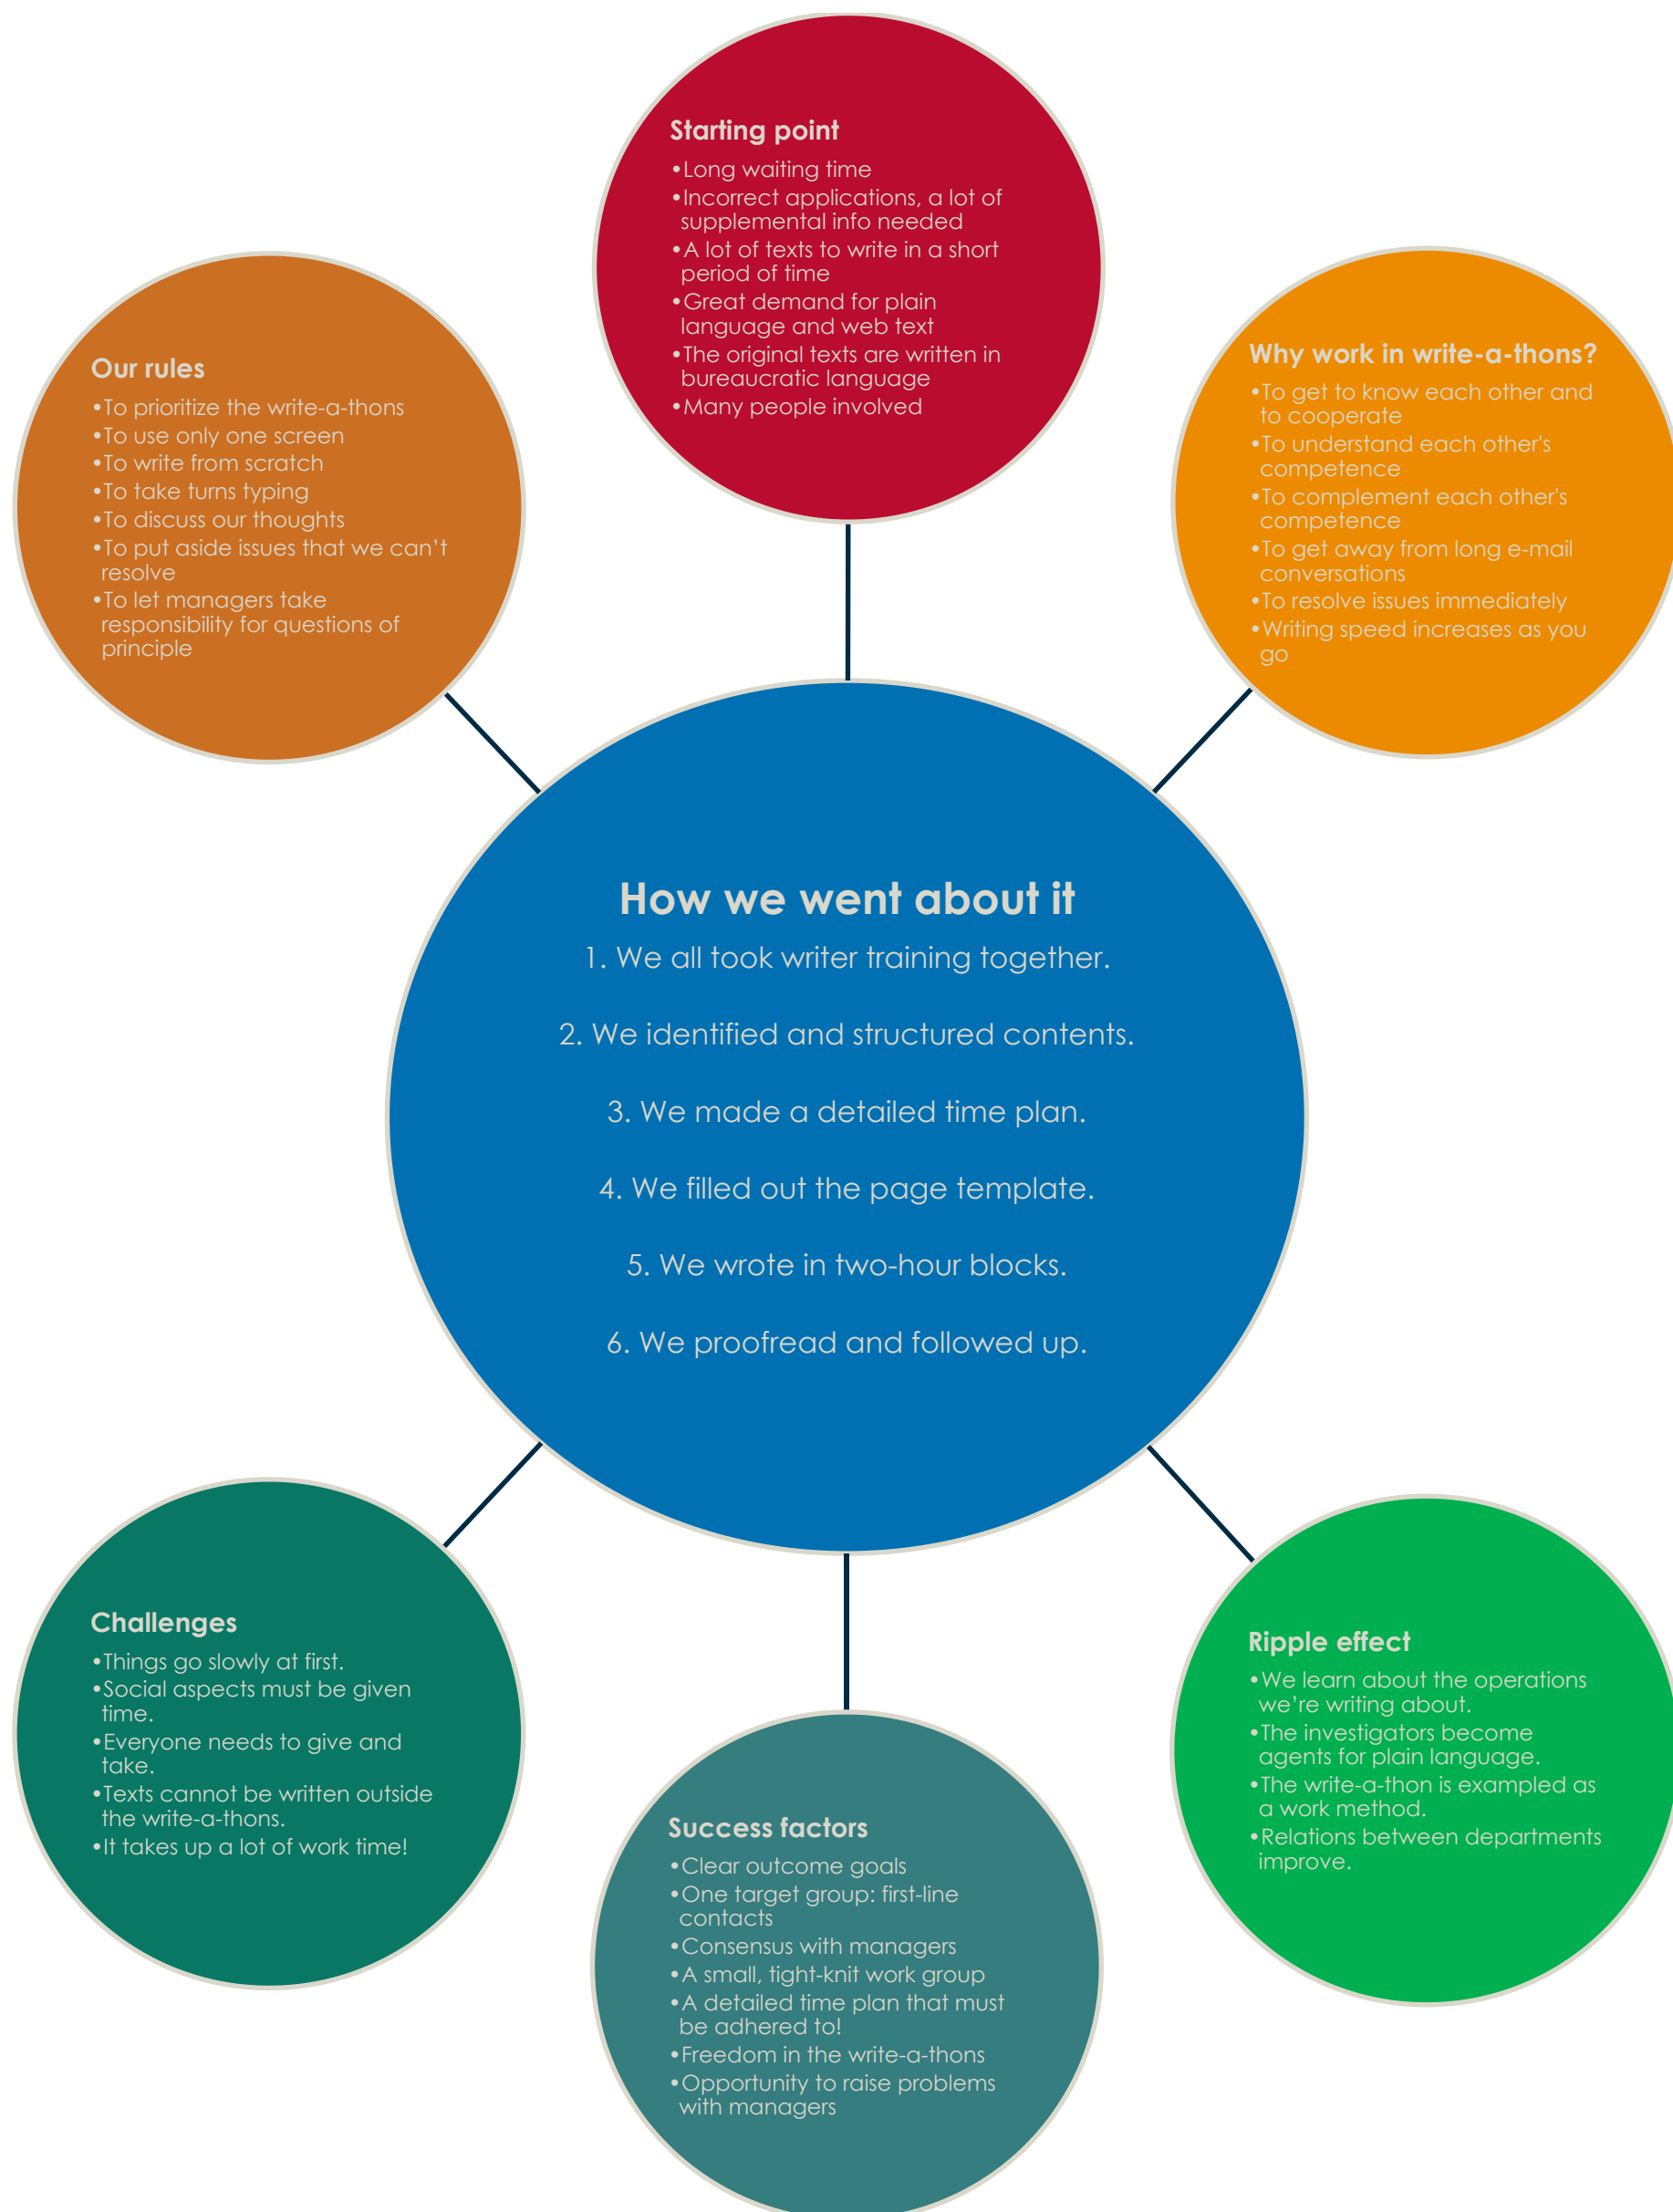 Starting point
•Long waiting time
•Incorrect applications, a lot of
supplemental info needed
•A lot of texts to write in a short
period of time
•Great demand for plain
language and web text
•The original texts are written in
bureaucratic language
•Many people involved
Why work in write-a-thons?
•To get to know each other and
to cooperate
•To understand each other's
competence
•To complement each other's
competence
•To get away from long e-mail
conversations
•To resolve issues immediately
•Writing speed increases as you
go
Our rules
•To prioritize the write-a-thons
•To use only one screen
•To write from scratch
•To take turns typing
•To discuss our thoughts
•To put aside issues that we can’t
resolve
•To let managers take
responsibility for questions of
principle
How we went about it
1. We all took writer training together.
2. We identified and structured contents.
3. We made a detailed time plan.
4. We filled out the page template.
5. We wrote in two-hour blocks.
6. We proofread and followed up.
Challenges
•Things go slowly at first.
•Social aspects must be given
time.
•Everyone needs to give and
take.
•Texts cannot be written outside
the write-a-thons.
•It takes up a lot of work time!
Ripple effect
•We learn about the operations
we’re writing about.
•The investigators become
agents for plain language.
•The write-a-thon is exampled as
a work method.
•Relations between departments
improve.
Success factors
•Clear outcome goals
•One target group: first-line
contacts
•Consensus with managers
•A small, tight-knit work group
•A detailed time plan that must
be adhered to!
•Freedom in the write-a-thons
•Opportunity to raise problems
with managers